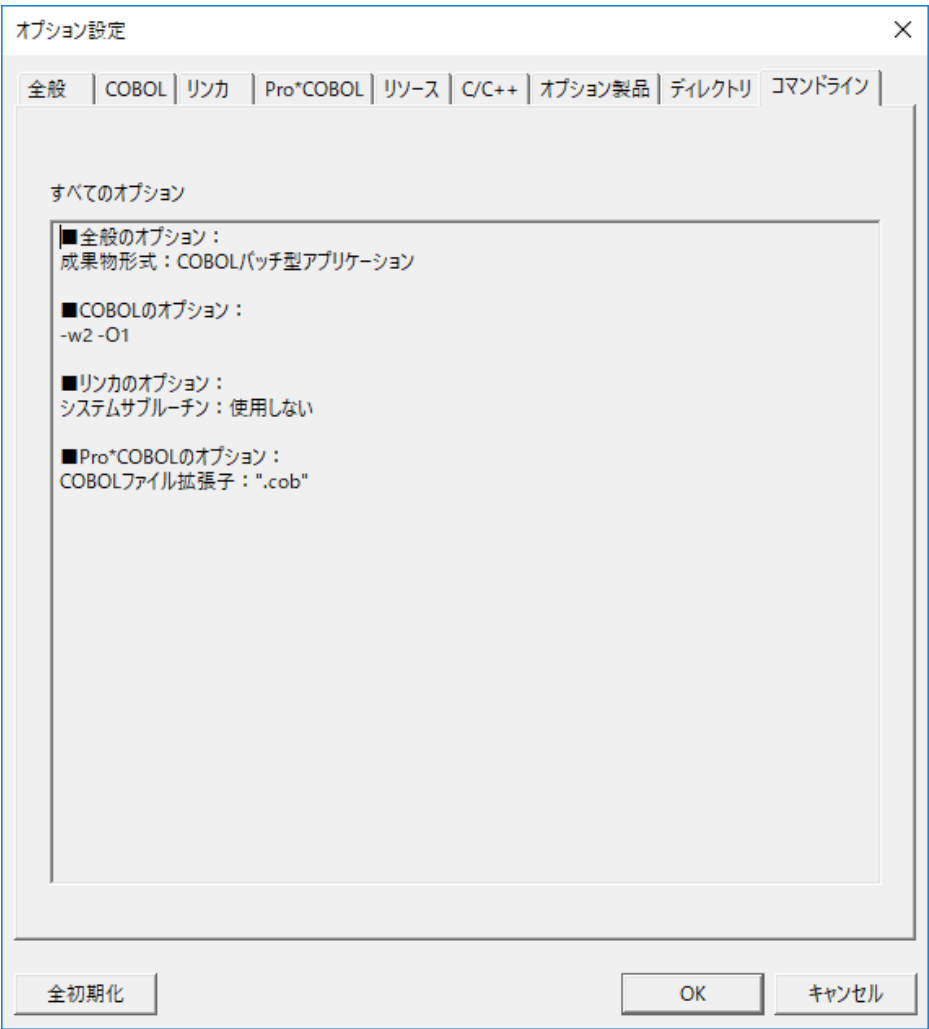 オプション設定
全般 COBOL リンカ Pro*COBOL リソース C/C++ オプション製品 ディレクトリ コマンドライン
すべてのオプション
■全般のオプション：
成果物形式：COBOLバッチ型アプリケーション
■COBOLのオプション：
-w2 -O1
■リンカのオプション：
システムサブルーチン：使用しない
■Pro*COBOLのオプション：
COBOLファイル拡張子：".cob"
全初期化 OK キャンセル